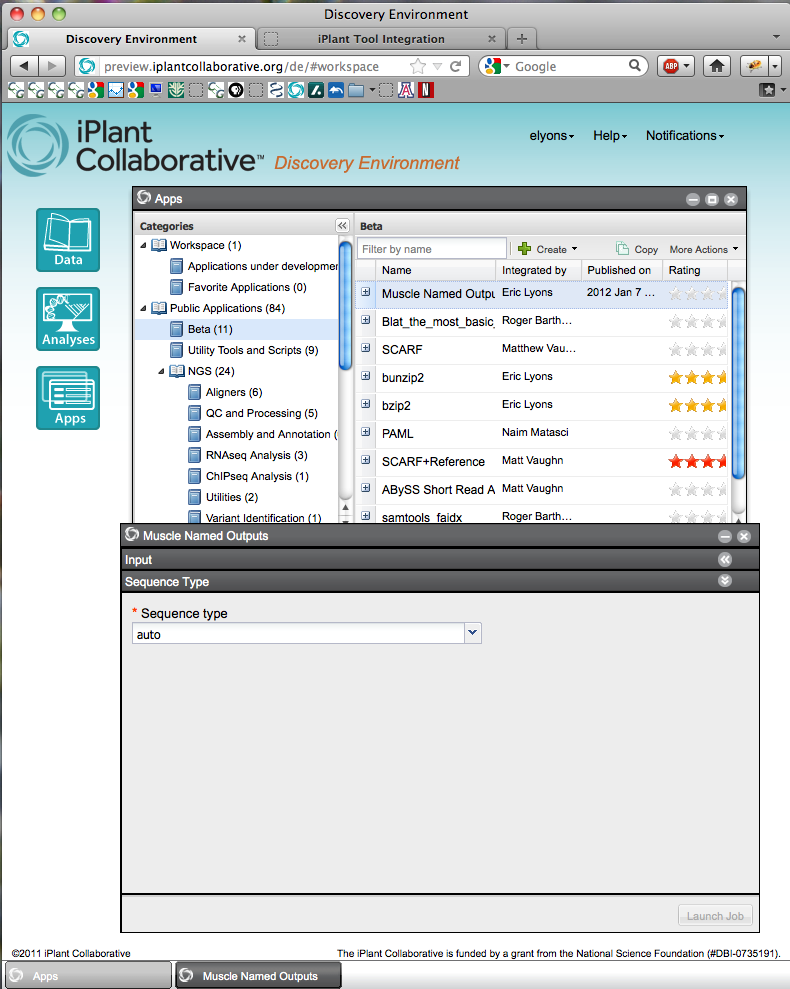 Discovery Environment
Discovery Environment
iPlant Tool Integration
preview.iplantcollaborative.org/de/#workspace
Google
ABP
iPlant
Collaborative™ Discovery Environment
elyons
Help
Notifications
Data
Analyses
Apps
Apps
Categories
Workspace (1)
Applications under developmer
Favorite Applications (0)
Public Applications (84)
Beta (11)
Utility Tools and Scripts (9)
NGS (24)
Aligners (6)
QC and Processing (5)
Assembly and Annotation (
RNAseq Analysis (3)
ChIPseq Analysis (1)
Utilities (2)
Variant Identification (1)
Beta
Filter by name
Create
Copy
More Actions
Name Integrated by Published on Rating
Muscle Named Outpu Eric Lyons 2012 Jan 7 ...
Blat_the_most_basic_ Roger Barth...
SCARF Matthew Vau...
bunzip2 Eric Lyons
bzip2 Eric Lyons
PAML Naim Matasci
SCARF+Reference Matt Vaughn
ABySS Short Read A Matt Vaughn
samtools_faidx Roger Barth...
Muscle Named Outputs
Input
Sequence Type
* Sequence type
auto
Launch Job
©2011 iPlant Collaborative
The iPlant Collaborative is funded by a grant from the National Science Foundation (#DBI-0735191).
Apps
Muscle Named Outputs